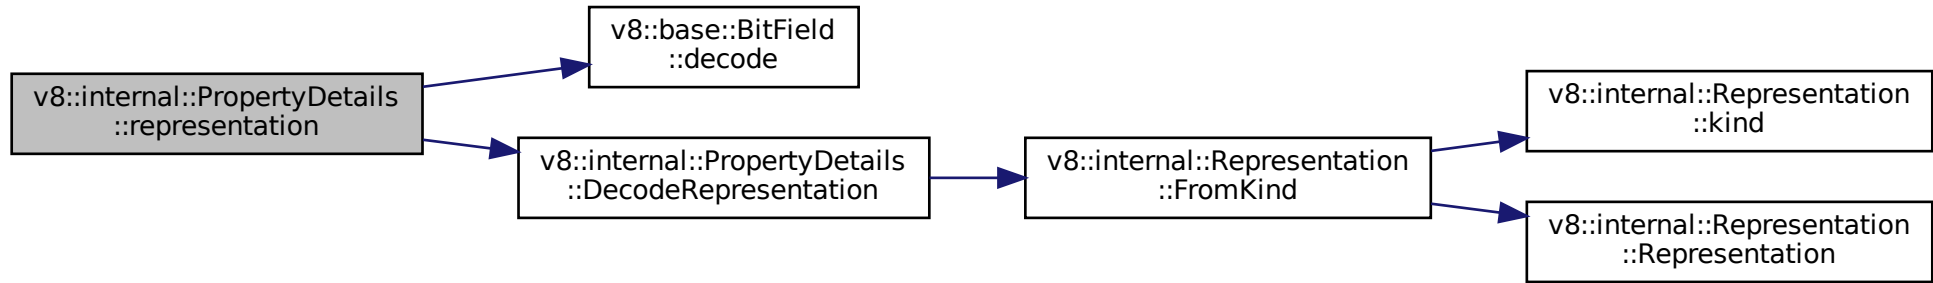 v8::internal::PropertyDetails
::representation
v8::base::BitField
::decode
v8::internal::PropertyDetails
::DecodeRepresentation
v8::internal::Representation
::FromKind
v8::internal::Representation
::kind
v8::internal::Representation
::Representation